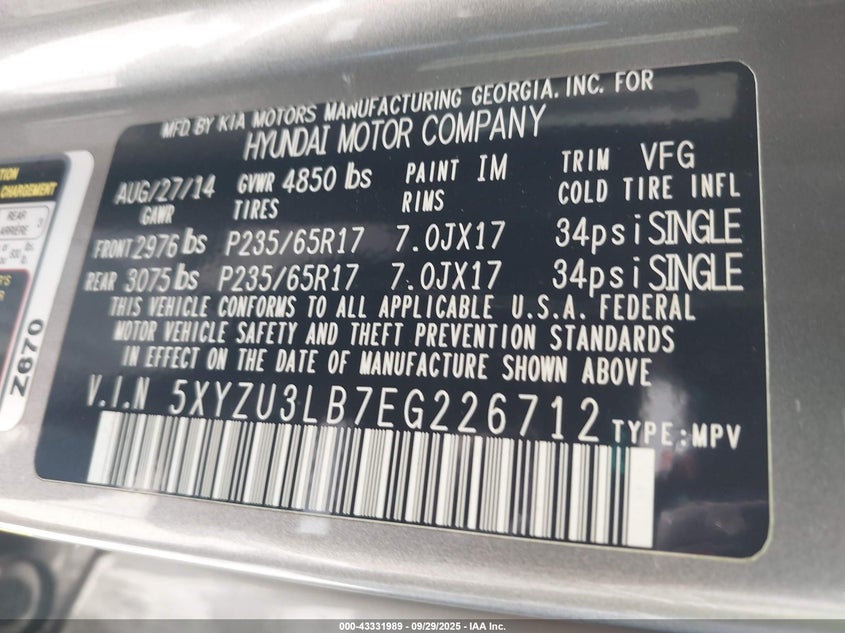 MFD. BY KIA MOTORS MANUFACTURING GEORGIA. INC. FOR
HYUNDAI MOTOR COMPANY
AUG/27/14 GVWR 4850 lbs PAINT IM TRIM VFG
GAWR TIRES RIMS COLD TIRE INFL
FRONT 2976 lbs P235/65R17 7.0JX17 34psi SINGLE
REAR 3075 lbs P235/65R17 7.0JX17 34psi SINGLE
THIS VEHICLE CONFORMS TO ALL APPLICABLE U.S.A. FEDERAL
MOTOR VEHICLE SAFETY AND THEFT PREVENTION STANDARDS
IN EFFECT ON THE DATE OF MANUFACTURE SHOWN ABOVE
V.I.N 5XYZU3LB7EG226712 TYPE:MPV
CHARGEMENT
REAR 3
Z670
000-43331989 - 09/29/2025 - IAA Inc.